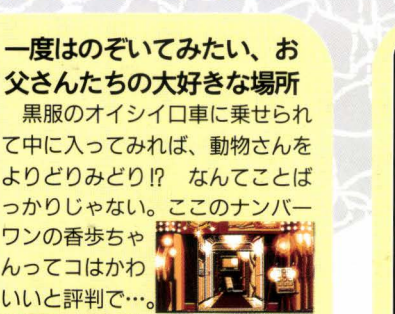 一度はのぞいてみたい、お
父さんたちの大好きな場所
黒服のオイシイ口車に乗せられ
て中に入ってみれば、動物さんを
よりどりみどり!? なんてことば
っかりじゃない。ここのナンバー
ワンの香歩ちゃ
んってコはかわ
いいと評判で…。